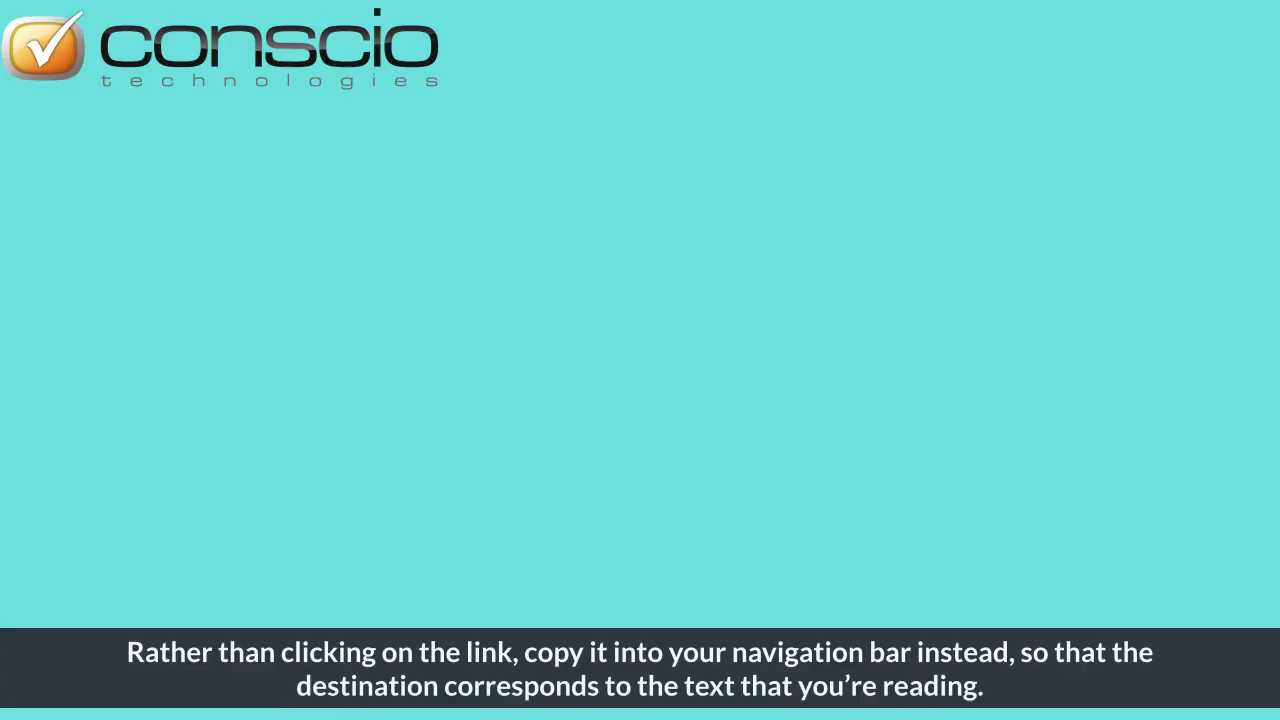 conscio
technologies
Rather than clicking on the link, copy it into your navigation bar instead, so that the
destination corresponds to the text that you’re reading.